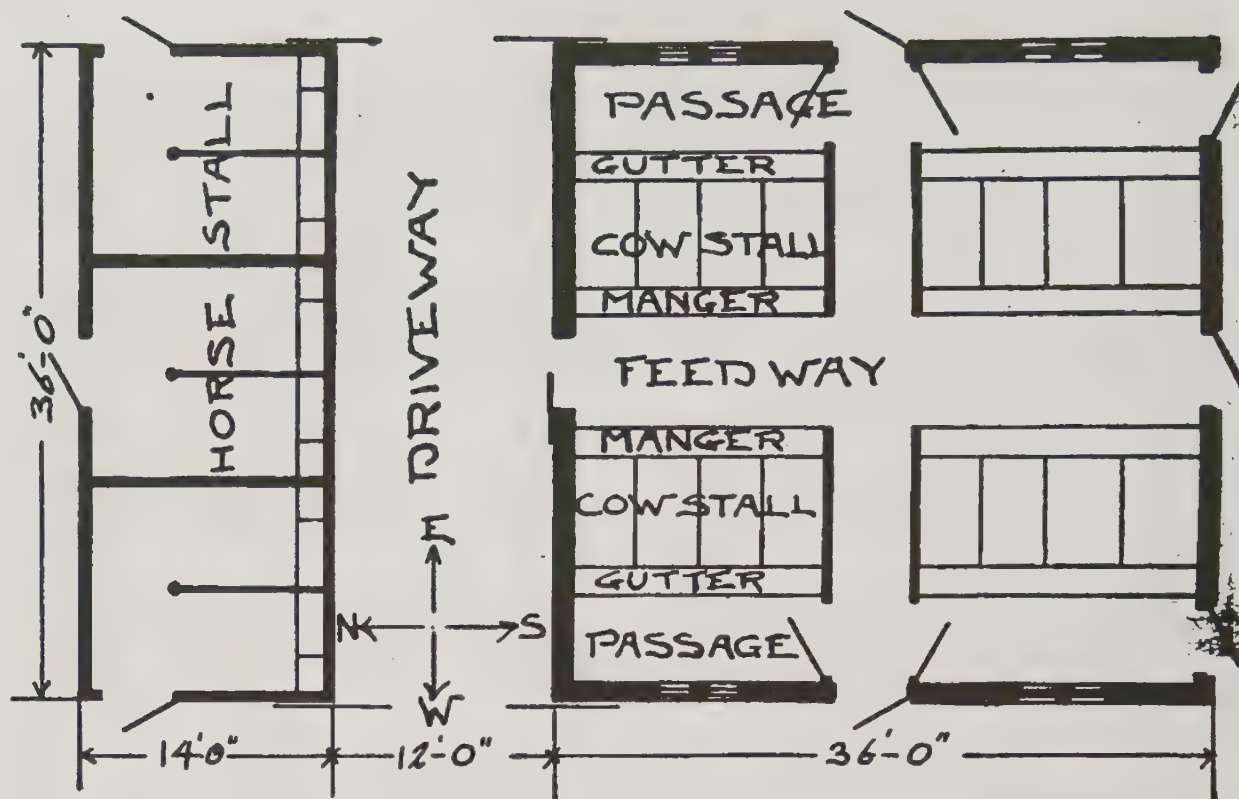 PASSAGE
GUTTER
COW STALL
MANGER
FEED WAY
MANGER
COW STALL
GUTTER
PASSAGE
HORSE STALL
DRIVEWAY
E
N S
W
36'-0"
14'-0"
12'-0"
36'-0"